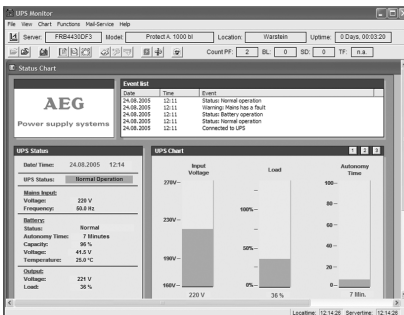 UPS Monitor
File View Chart Functions Mail-Service Help
Server: FRB4430DF3 Model: Protect A. 1000 bl Location: Warstein Uptime: 0 Days, 00:03:20
Count PF: 2 BL: 0 SD: 0 TF: n.a.
Status Chart
AEG
Power supply systems
Event list
Date Time Event
24.08.2005 12:11 Status: Normal operation
24.08.2005 12:11 Warning: Mains has a fault
24.08.2005 12:11 Status: Battery operation
24.08.2005 12:11 Status: Normal operation
24.08.2005 12:11 Connected to UPS
UPS Status
Date/ Time: 24.08.2005 12:14
UPS Status: Normal Operation
Mains Input:
Voltage: 220 V
Frequency: 50.0 Hz
Battery:
Status: Normal
Autonomy Time: 7 Minutes
Capacity: 96 %
Voltage: 41.5 V
Temperature: 25.0 °C
Output:
Voltage: 221 V
Load: 36 %
UPS Chart 1 2 3
Input Voltage
270V
230V
190V
160V
220 V
Load
100%
50%
0%
36 %
Autonomy Time
100
80
60
40
20
0
7 Min.
Localtime: 12:14:26 Servertime: 12:14:26